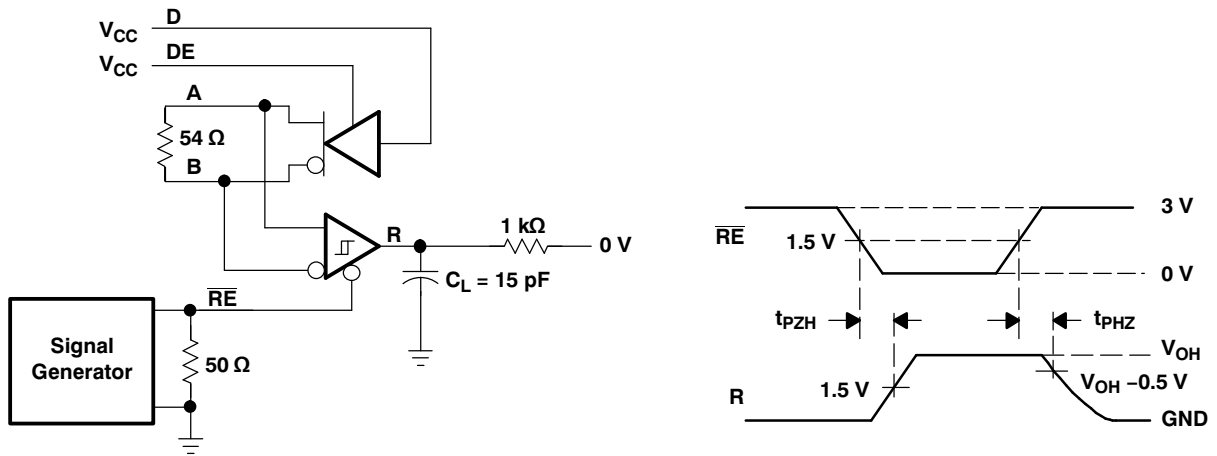 D
VCC
DE
VCC
A
54 Ω
B
R
1 kΩ
0 V
CL = 15 pF
RE
Signal
Generator
50 Ω
3 V
RE
1.5 V
0 V
tPZH
tPHZ
VOH
VOH −0.5 V
1.5 V
R
GND